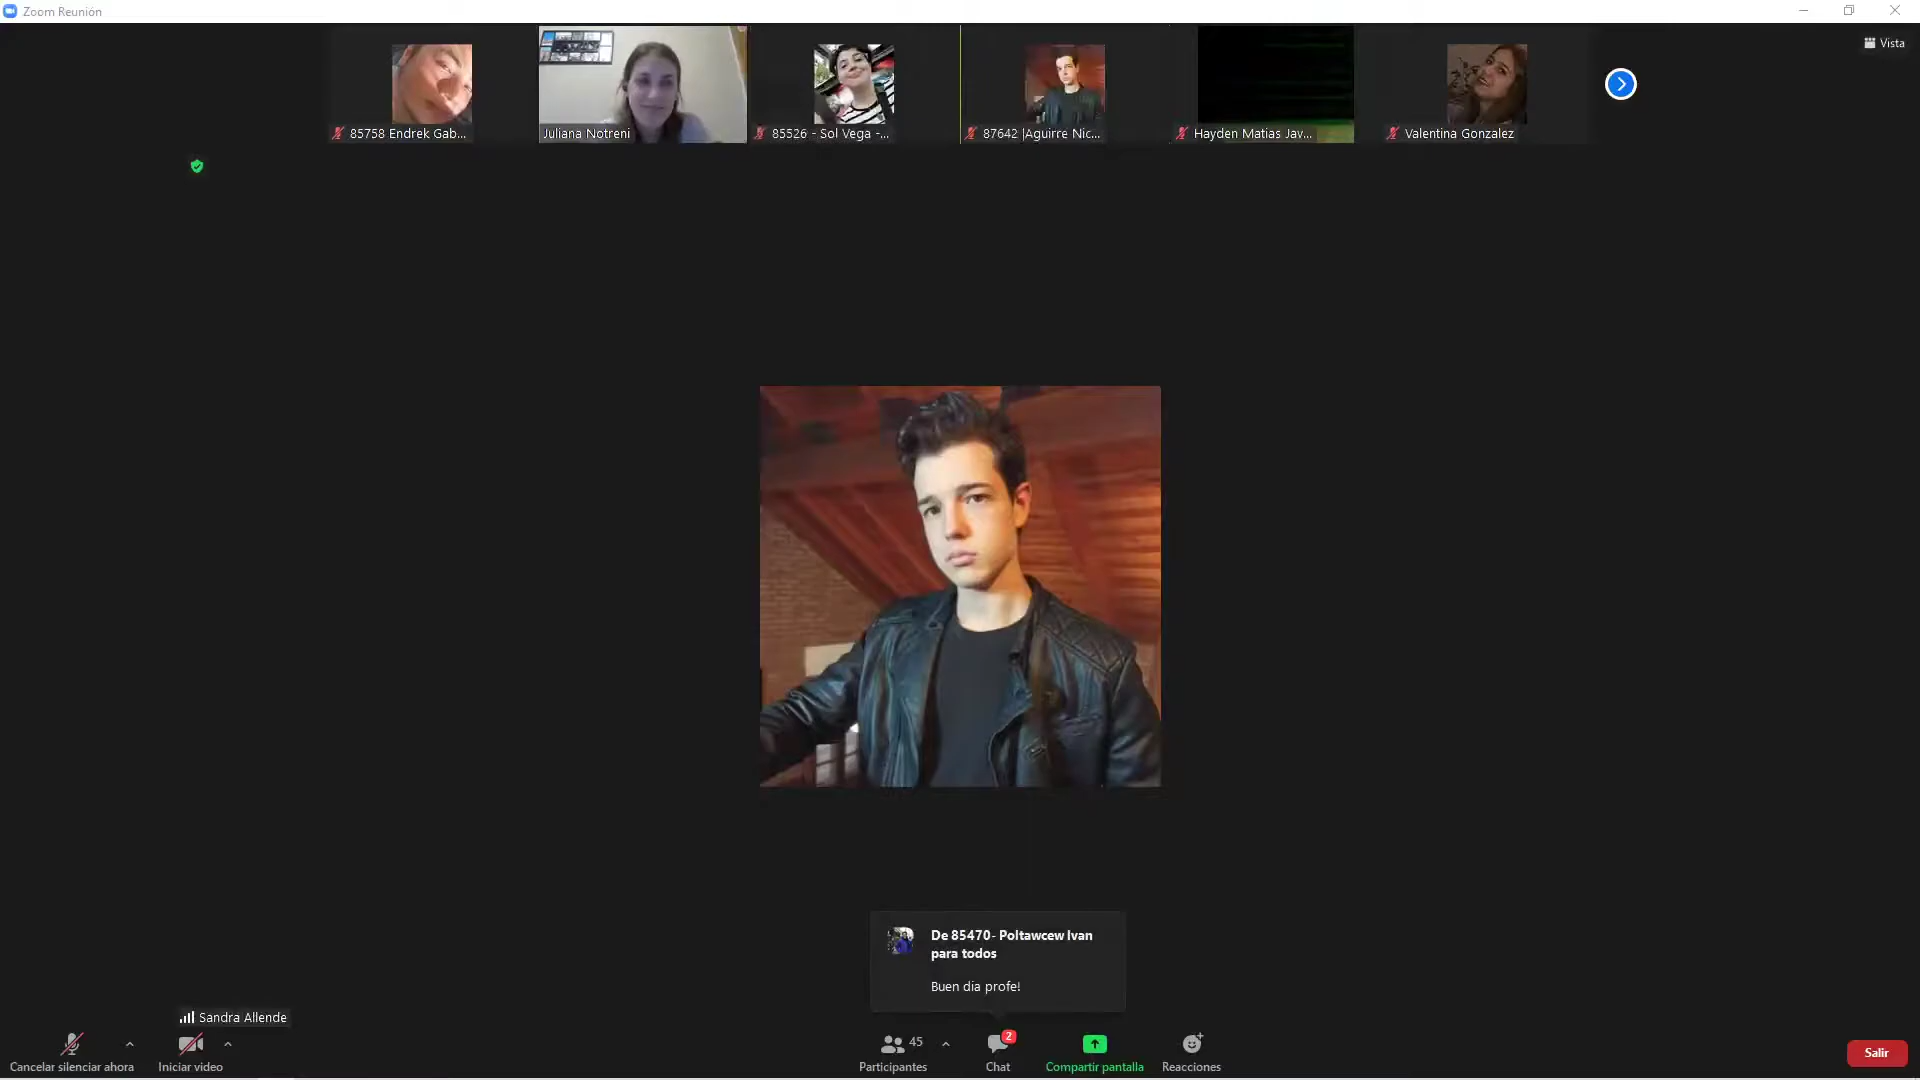 Zoom Reunión
Vista
85758 Endrek Gab...
Juliana Notreni
85526 - Sol Vega -...
87642 |Aguirre Nic...
Hayden Matias Jav...
Valentina Gonzalez
De 85470- Poltawcew Ivan
para todos
Buen dia profe!
Sandra Allende
Cancelar silenciar ahora
Iniciar video
45
Participantes
2
Chat
Compartir pantalla
Reacciones
Salir